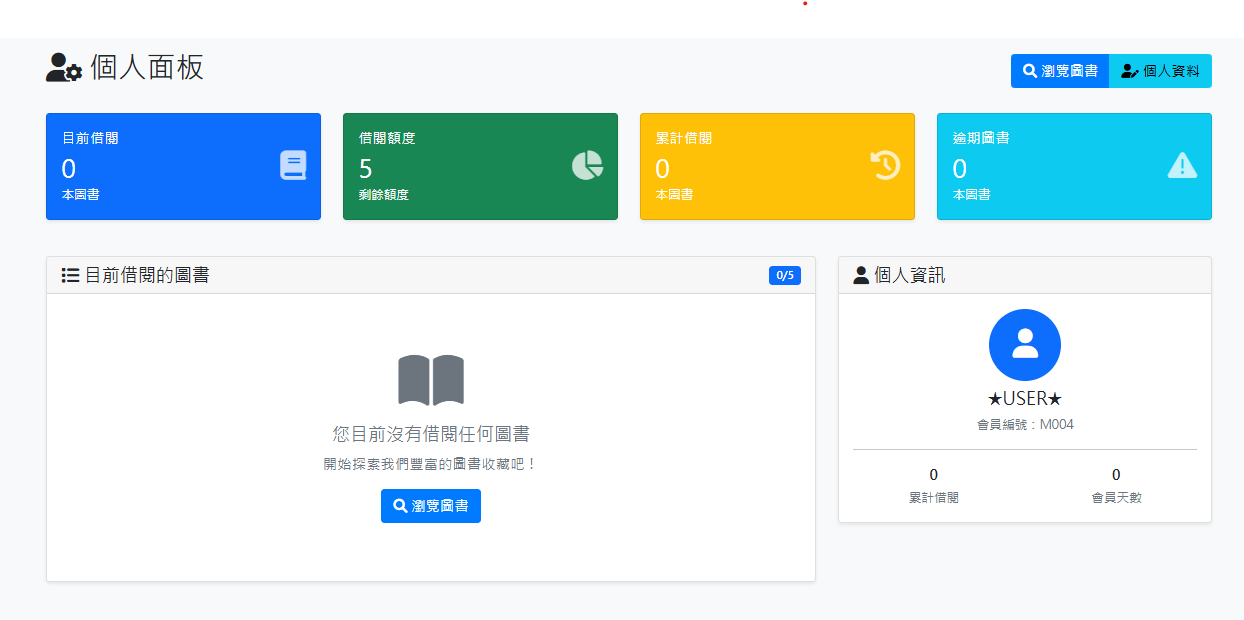 個人面板
瀏覽圖書 個人資料
目前借閱
0
本圖書
借閱額度
5
剩餘額度
累計借閱
0
本圖書
逾期圖書
0
本圖書
目前借閱的圖書 0/5
您目前沒有借閱任何圖書
開始探索我們豐富的圖書收藏吧！
瀏覽圖書
個人資訊
★USER★
會員編號：M004
0
累計借閱
0
會員天數